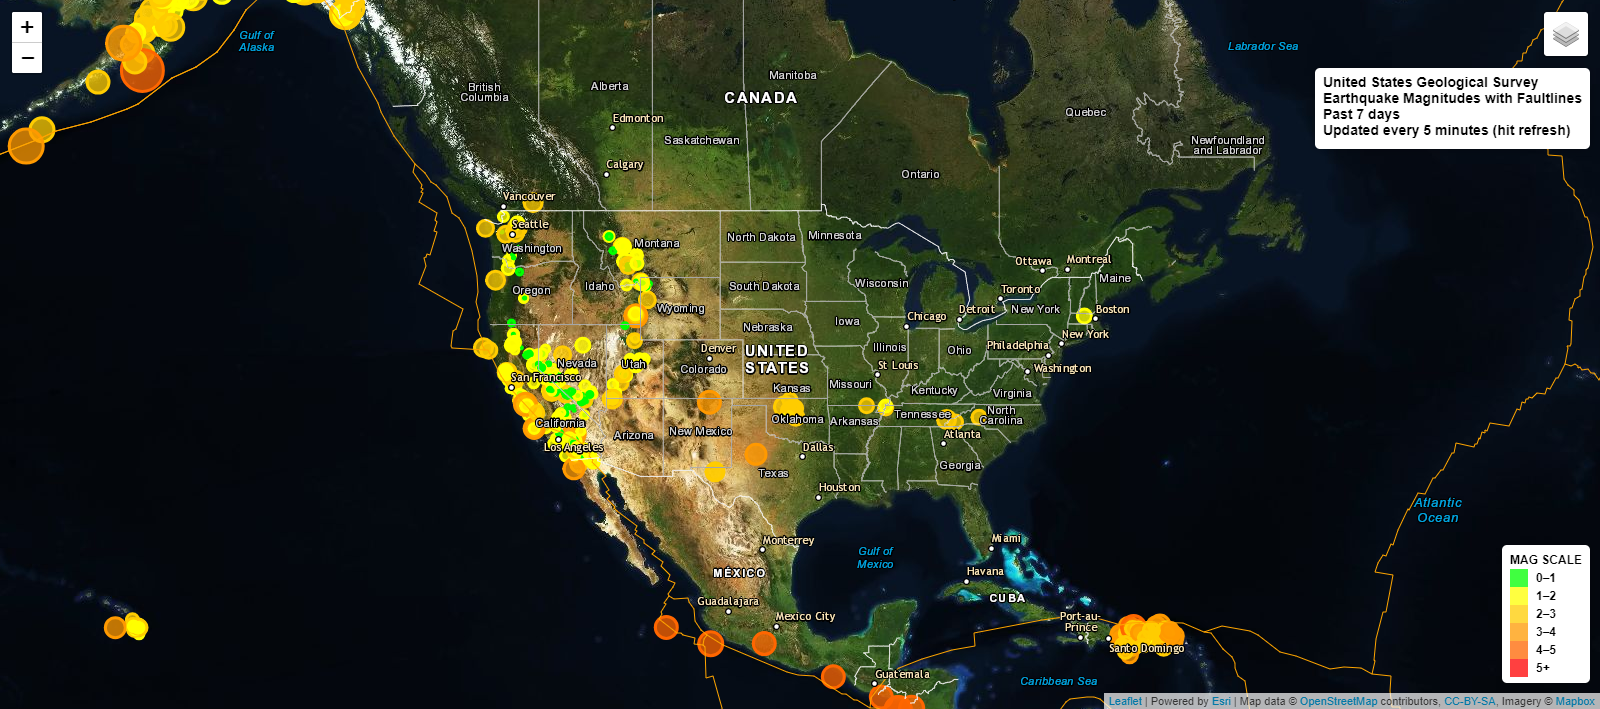 +
−
Gulf of
Alaska
Labrador Sea
United States Geological Survey
Earthquake Magnitudes with Faultlines
Past 7 days
Updated every 5 minutes (hit refresh)
British
Columbia
Alberta
Manitoba
CANADA
Edmonton
Saskatchewan
Quebec
Newfoundland
and Labrador
Calgary
Ontario
Vancouver
Seattle
Washington
Montana
North Dakota
Minnesota
Ottawa
Montreal
Maine
Oregon
Idaho
South Dakota
Wisconsin
Toronto
Wyoming
Detroit
New York
Boston
Chicago
Iowa
Nebraska
New York
Denver
UNITED
STATES
Illinois
Ohio
Philadelphia
Nevada
Utah
Colorado
St Louis
Washington
San Francisco
Kansas
Missouri
Kentucky
Virginia
California
Oklahoma
Arkansas
Tennessee
North
Carolina
Arizona
New Mexico
Atlanta
Los Angeles
Dallas
Georgia
Texas
Houston
Atlantic
Ocean
Monterrey
Gulf of
Mexico
Miami
MÉXICO
Havana
CUBA
MAG SCALE
0–1
1–2
2–3
3–4
4–5
5+
Guadalajara
Mexico City
Port-au-
Prince
Santo Domingo
Guatemala
Caribbean Sea
Leaflet | Powered by Esri | Map data © OpenStreetMap contributors, CC-BY-SA, Imagery © Mapbox